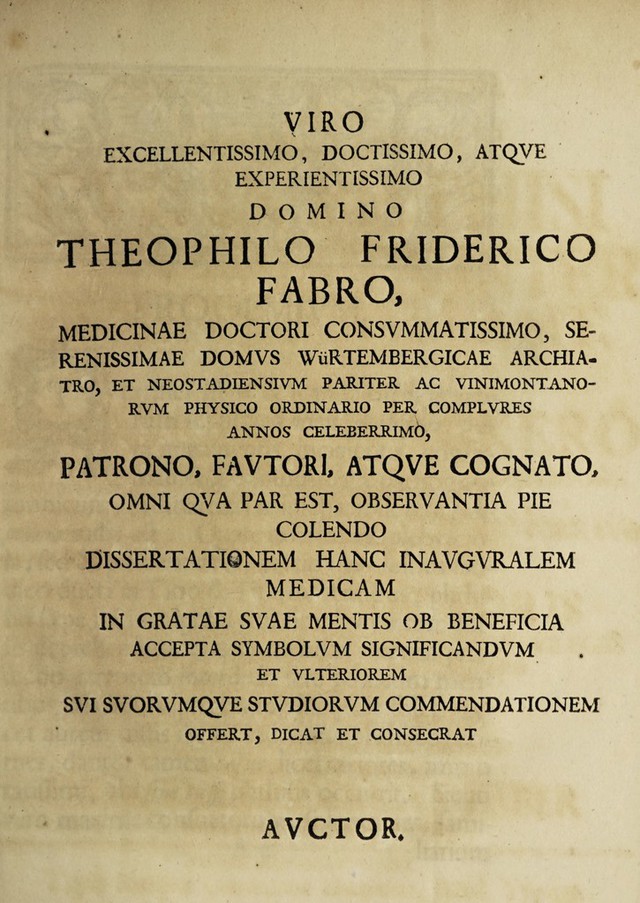 VIRO
EXCELLENTISSIMO, DOCTISSIMO, ATQVE
EXPERIENTISSIMO
DOMINO
THEOPHILO FRIDERICO
FABRO,
MEDICINAE DOCTORI CONSVMMATISSIMO, SE-
RENISSIMAE DOMVS WüRTEMBERGICAE ARCHIA-
TRO, ET NEOSTADIENSIVM PARITER AC VINIMONTANO-
RVM PHYSICO ORDINARIO PER COMPLVRES
ANNOS CELEBERRIMO,
PATRONO, FAVTORI, ATQVE COGNATO,
OMNI QVA PAR EST, OBSERVANTIA PIE
COLENDO
DISSERTATIONEM HANC INAVGVRALEM
MEDICAM
IN GRATAE SVAE MENTIS OB BENEFICIA
ACCEPTA SYMBOLVM SIGNIFICANDVM
ET VLTERIOREM
SVI SVORVMQVE STVDIORVM COMMENDATIONEM
OFFERT, DICAT ET CONSECRAT
AVCTOR.